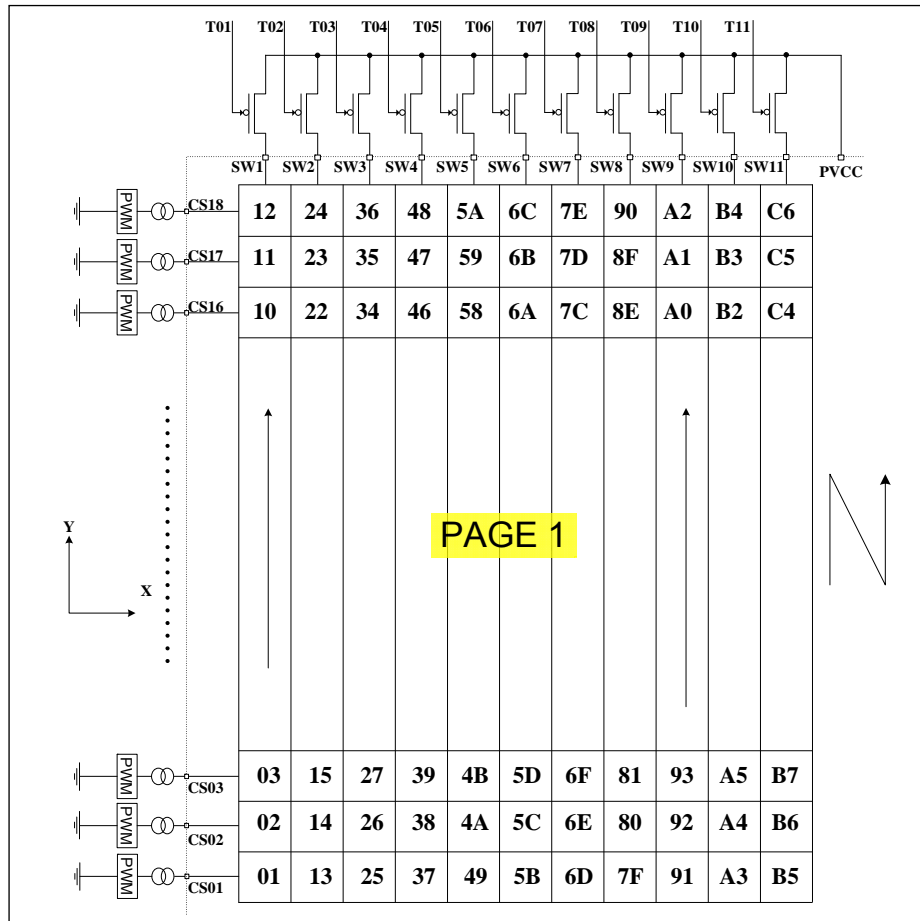 T01 T02 T03 T04 T05 T06 T07 T08 T09 T10 T11
SW1 SW2 SW3 SW4 SW5 SW6 SW7 SW8 SW9 SW10 SW11 PVCC
PWM CS18 12 24 36 48 5A 6C 7E 90 A2 B4 C6
PWM CS17 11 23 35 47 59 6B 7D 8F A1 B3 C5
PWM CS16 10 22 34 46 58 6A 7C 8E A0 B2 C4
Y
X
PAGE 1
PWM CS03 03 15 27 39 4B 5D 6F 81 93 A5 B7
PWM CS02 02 14 26 38 4A 5C 6E 80 92 A4 B6
PWM CS01 01 13 25 37 49 5B 6D 7F 91 A3 B5